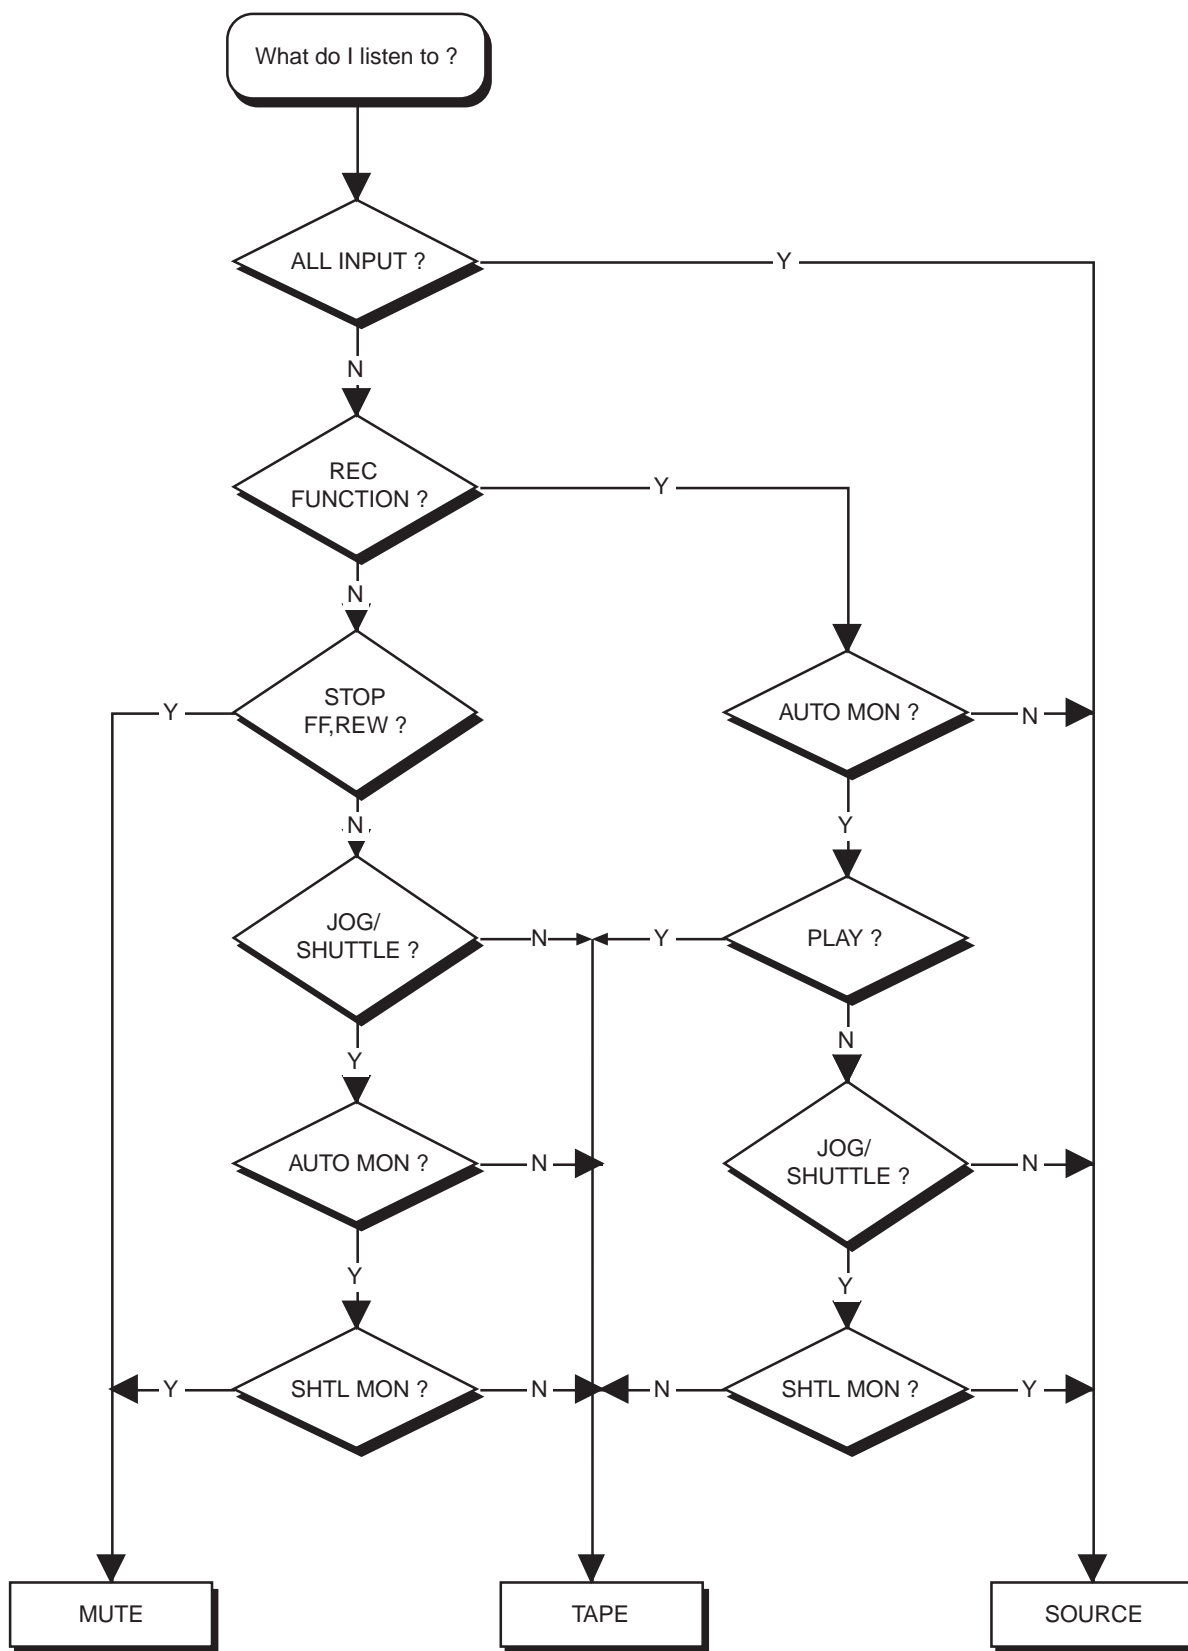 What do I listen to ?
ALL INPUT ?
Y
N
REC
FUNCTION ?
Y
N
STOP
FF,REW ?
Y
AUTO MON ?
N
N
Y
JOG/
SHUTTLE ?
N
Y
PLAY ?
Y
N
AUTO MON ?
N
JOG/
SHUTTLE ?
N
Y
Y
Y
SHTL MON ?
N
N
SHTL MON ?
Y
MUTE
TAPE
SOURCE